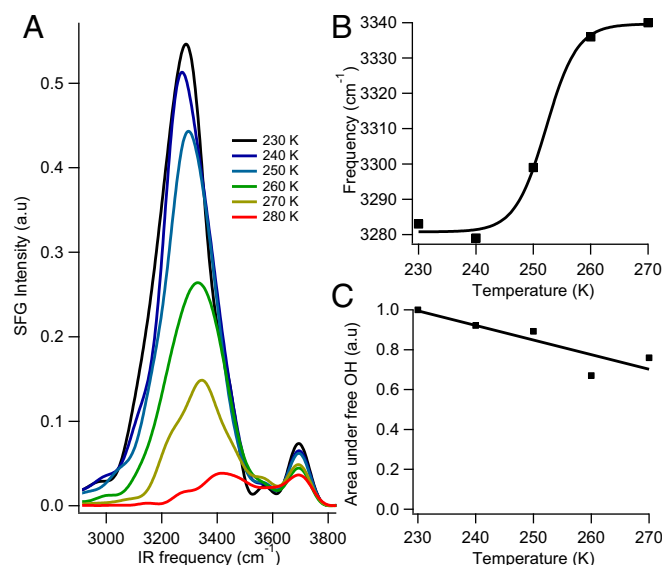 A
SFG Intensity (a.u)
0.5
0.4
0.3
0.2
0.1
0.0
230 K
240 K
250 K
260 K
270 K
280 K
3000 3200 3400 3600 3800
IR frequency (cm-1)
B
Frequency (cm-1)
3340
3330
3320
3310
3300
3290
3280
230 240 250 260 270
Temperature (K)
C
Area under free OH (a.u)
1.0
0.8
0.6
0.4
0.2
0.0
230 240 250 260 270
Temperature (K)